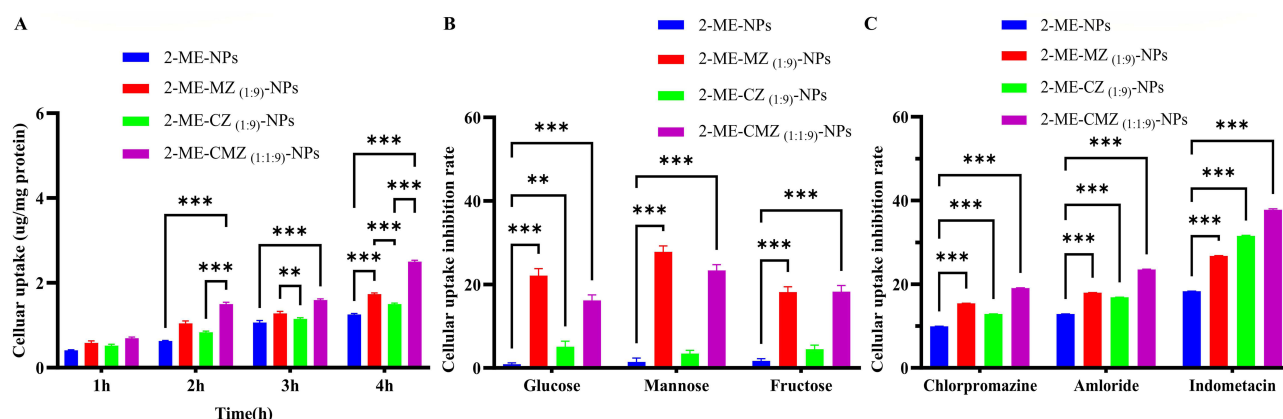 A
2-ME-NPs
2-ME-MZ (1:9)-NPs
2-ME-CZ (1:9)-NPs
2-ME-CMZ (1:1:9)-NPs
Celluar uptake (ug/mg protein)
6
4
2
0
***
***
***
***
***
**
***
***
***
1h
2h
3h
4h
Time(h)
B
2-ME-NPs
2-ME-MZ (1:9)-NPs
2-ME-CZ (1:9)-NPs
2-ME-CMZ (1:1:9)-NPs
Cellular uptake inhibition rate
60
40
20
0
***
**
***
***
***
***
***
Glucose
Mannose
Fructose
C
2-ME-NPs
2-ME-MZ (1:9)-NPs
2-ME-CZ (1:9)-NPs
2-ME-CMZ (1:1:9)-NPs
Cellular uptake inhibition rate
60
40
20
0
***
***
***
***
***
***
***
***
***
Chlorpromazine
Amloride
Indometacin